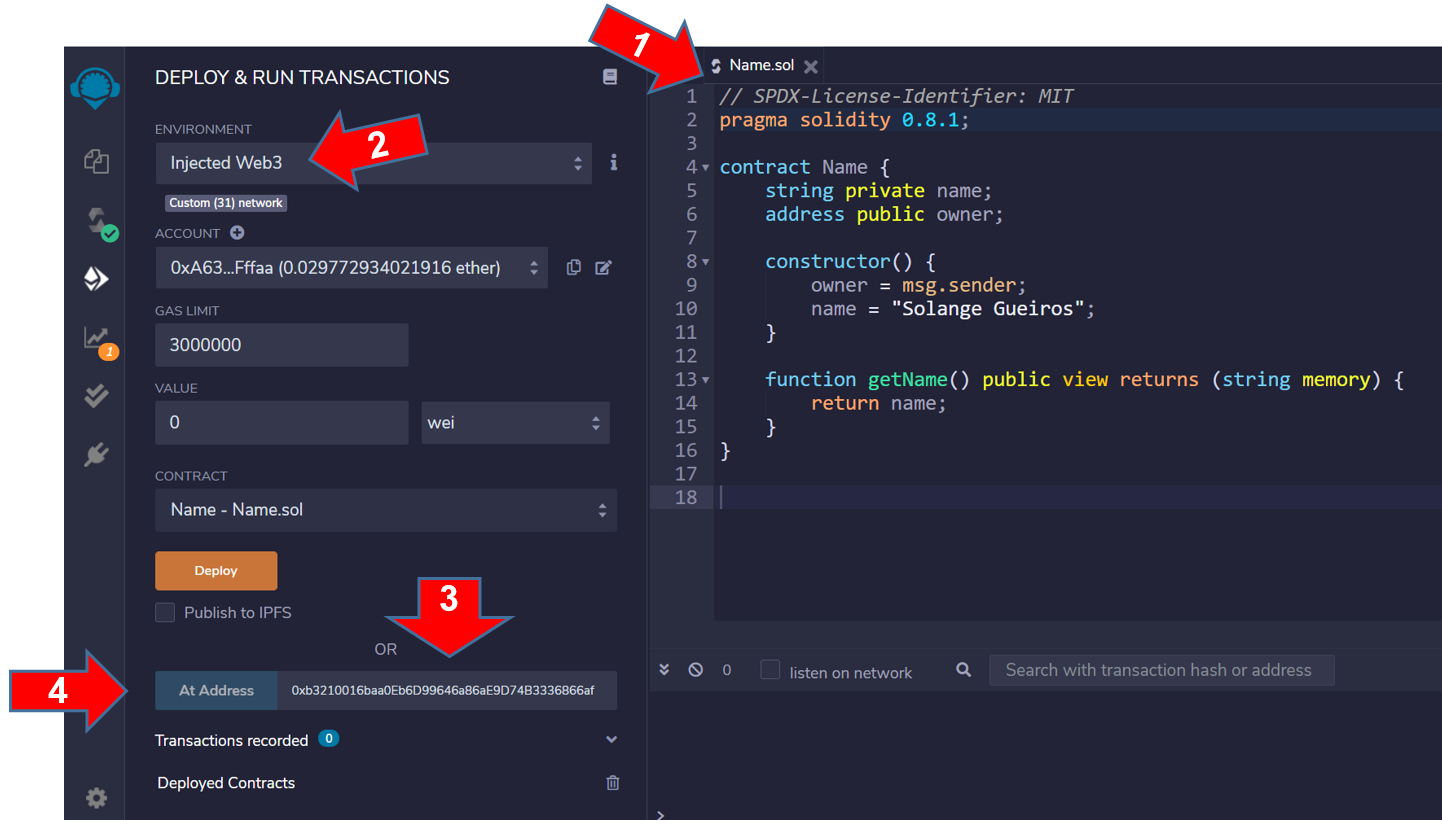 1
DEPLOY & RUN TRANSACTIONS
ENVIRONMENT
2
Injected Web3
i
Custom (31) network
ACCOUNT
0xA63...Fffaa (0.029772934021916 ether)
GAS LIMIT
3000000
1
VALUE
0
wei
CONTRACT
Name - Name.sol
Deploy
Publish to IPFS
3
OR
4
At Address 0xb3210016baa0Eb6D99646a86aE9D74B3336866af
Transactions recorded 0
Deployed Contracts
Name.sol
1 // SPDX-License-Identifier: MIT
2 pragma solidity 0.8.1;
3
4 contract Name {
5 string private name;
6 address public owner;
7
8 constructor() {
9 owner = msg.sender;
10 name = "Solange Gueiros";
11 }
12
13 function getName() public view returns (string memory) {
14 return name;
15 }
16 }
17
18
0 listen on network Search with transaction hash or address
>